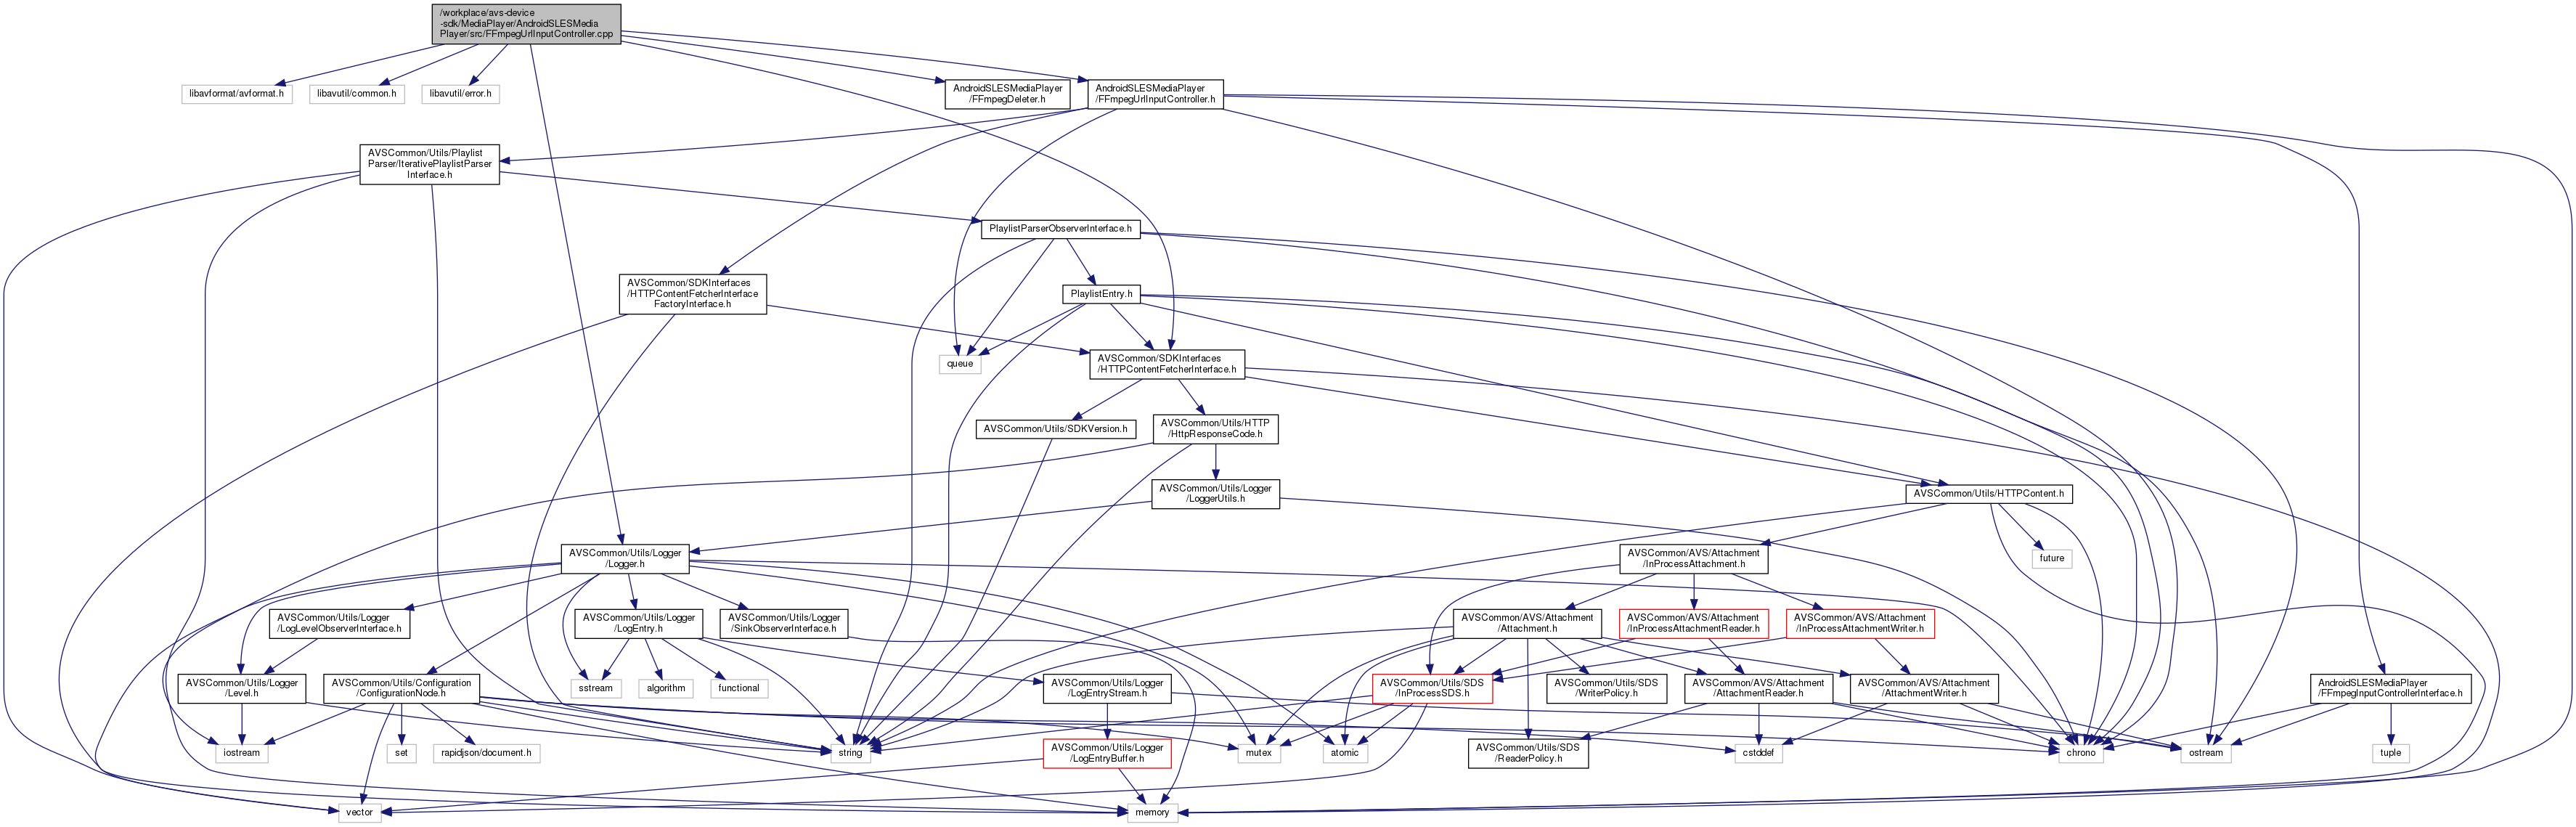 /workplace/avs-device
-sdk/MediaPlayer/AndroidSLESMedia
Player/src/FFmpegUrlInputController.cpp
libavformat/avformat.h
libavutil/common.h
libavutil/error.h
AndroidSLESMediaPlayer
/FFmpegDeleter.h
AndroidSLESMediaPlayer
/FFmpegUrlInputController.h
AVSCommon/Utils/Playlist
Parser/IterativePlaylistParser
Interface.h
PlaylistParserObserverInterface.h
AVSCommon/SDKInterfaces
/HTTPContentFetcherInterface
FactoryInterface.h
PlaylistEntry.h
queue
AVSCommon/SDKInterfaces
/HTTPContentFetcherInterface.h
AVSCommon/Utils/SDKVersion.h
AVSCommon/Utils/HTTP
/HttpResponseCode.h
AVSCommon/Utils/Logger
/LoggerUtils.h
AVSCommon/Utils/HTTPContent.h
AVSCommon/Utils/Logger
/Logger.h
AVSCommon/AVS/Attachment
/InProcessAttachment.h
future
AVSCommon/Utils/Logger
/LogLevelObserverInterface.h
AVSCommon/Utils/Logger
/LogEntry.h
AVSCommon/Utils/Logger
/SinkObserverInterface.h
AVSCommon/AVS/Attachment
/Attachment.h
AVSCommon/AVS/Attachment
/InProcessAttachmentReader.h
AVSCommon/AVS/Attachment
/InProcessAttachmentWriter.h
AVSCommon/Utils/Logger
/Level.h
AVSCommon/Utils/Configuration
/ConfigurationNode.h
sstream
algorithm
functional
AVSCommon/Utils/Logger
/LogEntryStream.h
AVSCommon/Utils/SDS
/InProcessSDS.h
AVSCommon/Utils/SDS
/WriterPolicy.h
AVSCommon/AVS/Attachment
/AttachmentReader.h
AVSCommon/AVS/Attachment
/AttachmentWriter.h
AndroidSLESMediaPlayer
/FFmpegInputControllerInterface.h
iostream
set
rapidjson/document.h
string
AVSCommon/Utils/Logger
/LogEntryBuffer.h
mutex
atomic
AVSCommon/Utils/SDS
/ReaderPolicy.h
cstddef
chrono
ostream
tuple
vector
memory